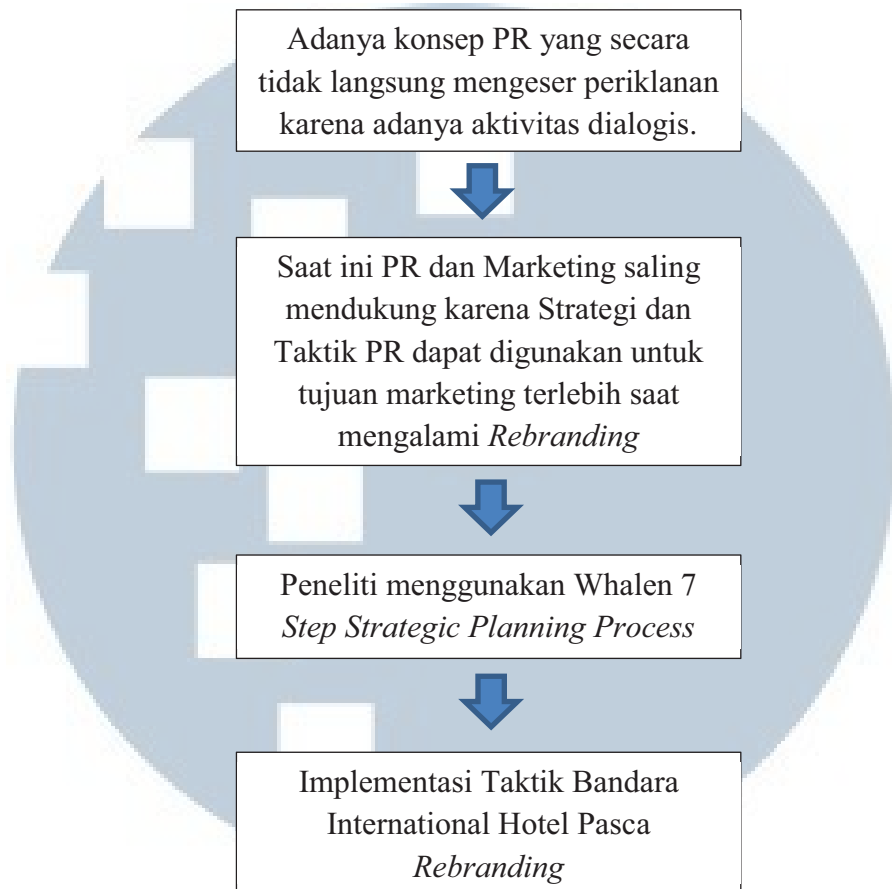 Adanya konsep PR yang secara
tidak langsung mengeser periklanan
karena adanya aktivitas dialogis.
Saat ini PR dan Marketing saling
mendukung karena Strategi dan
Taktik PR dapat digunakan untuk
tujuan marketing terlebih saat
mengalami Rebranding
Peneliti menggunakan Whalen 7
Step Strategic Planning Process
Implementasi Taktik Bandara
International Hotel Pasca
Rebranding